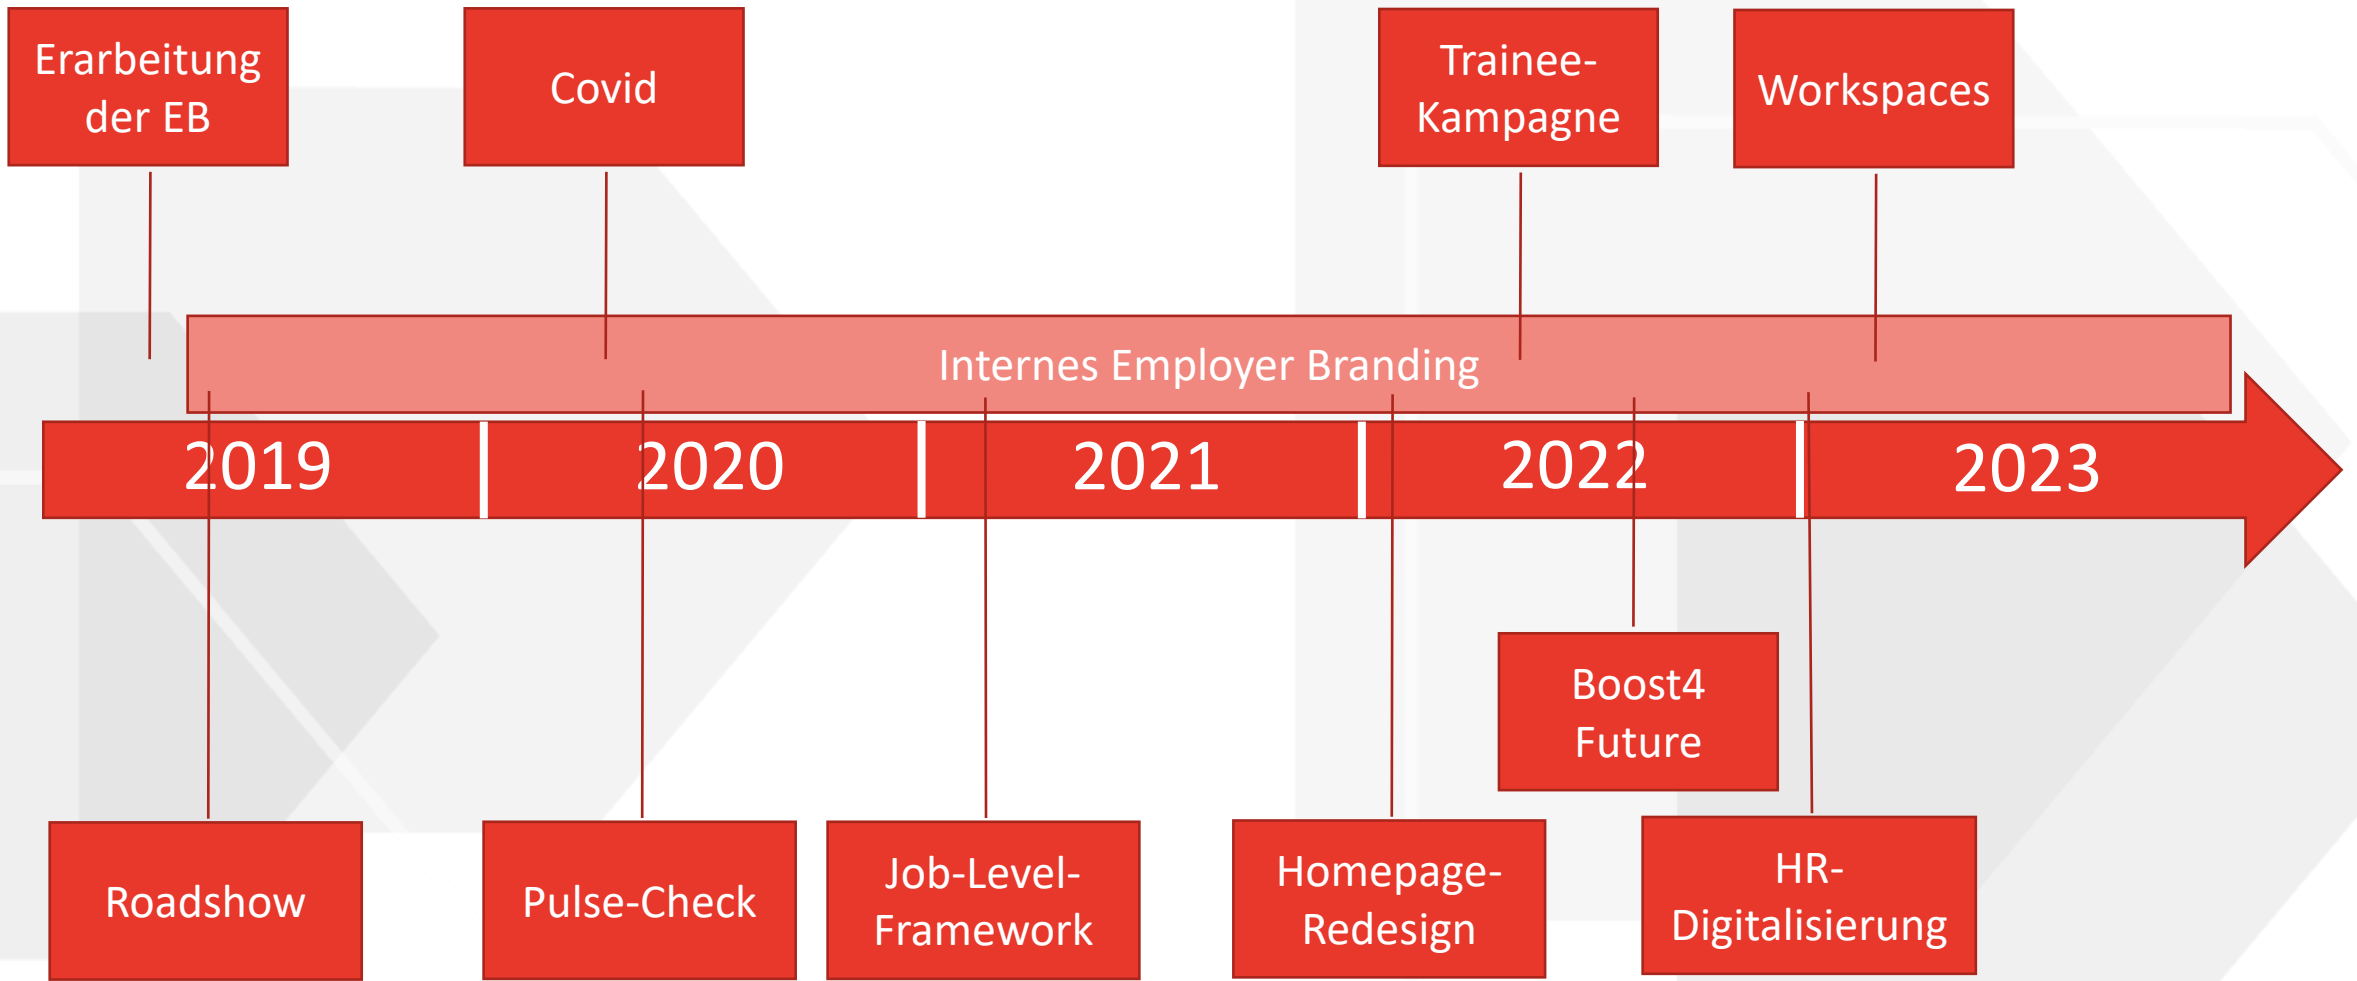 Erarbeitung
der EB
Covid
Trainee-
Kampagne
Workspaces
Internes Employer Branding
2019
2020
2021
2022
2023
Boost4
Future
Roadshow
Pulse-Check
Job-Level-
Framework
Homepage-
Redesign
HR-
Digitalisierung